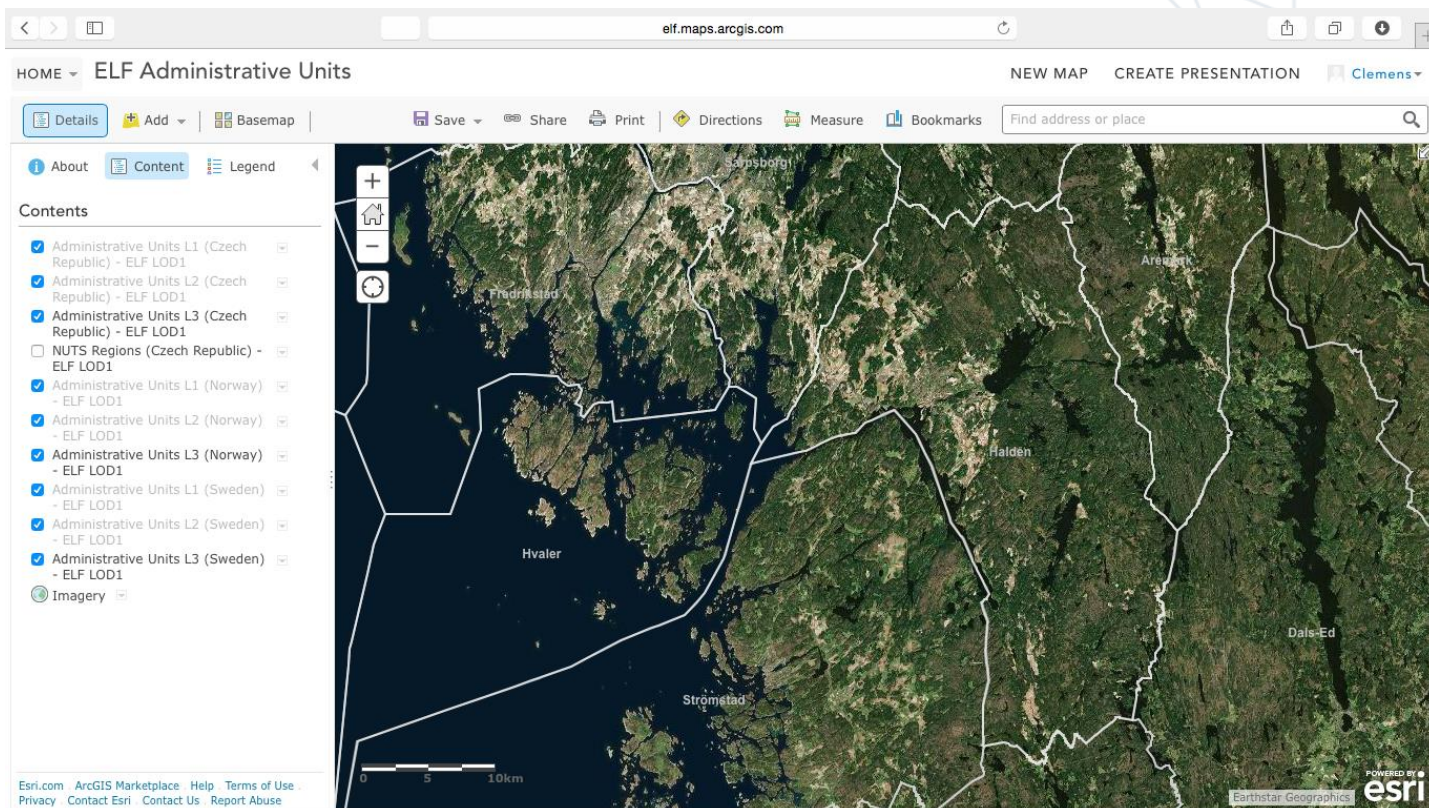 elf.maps.arcgis.com
HOME ELF Administrative Units
NEW MAP CREATE PRESENTATION Clemens
Details Add Basemap Save Share Print Directions Measure Bookmarks Find address or place
About Content Legend
Contents
Administrative Units L1 (Czech
Republic) - ELF LOD1
Administrative Units L2 (Czech
Republic) - ELF LOD1
Administrative Units L3 (Czech
Republic) - ELF LOD1
NUTS Regions (Czech Republic) -
ELF LOD1
Administrative Units L1 (Norway)
- ELF LOD1
Administrative Units L2 (Norway)
- ELF LOD1
Administrative Units L3 (Norway)
- ELF LOD1
Administrative Units L1 (Sweden)
- ELF LOD1
Administrative Units L2 (Sweden)
- ELF LOD1
Administrative Units L3 (Sweden)
- ELF LOD1
Imagery
Esri.com . ArcGIS Marketplace . Help . Terms of Use .
Privacy . Contact Esri . Contact Us . Report Abuse
Sarpsborg
Aremark
Fredrikstad
Halden
Hvaler
Dals-Ed
Strömstad
0 5 10km
Earthstar Geographics
POWERED BY
esri